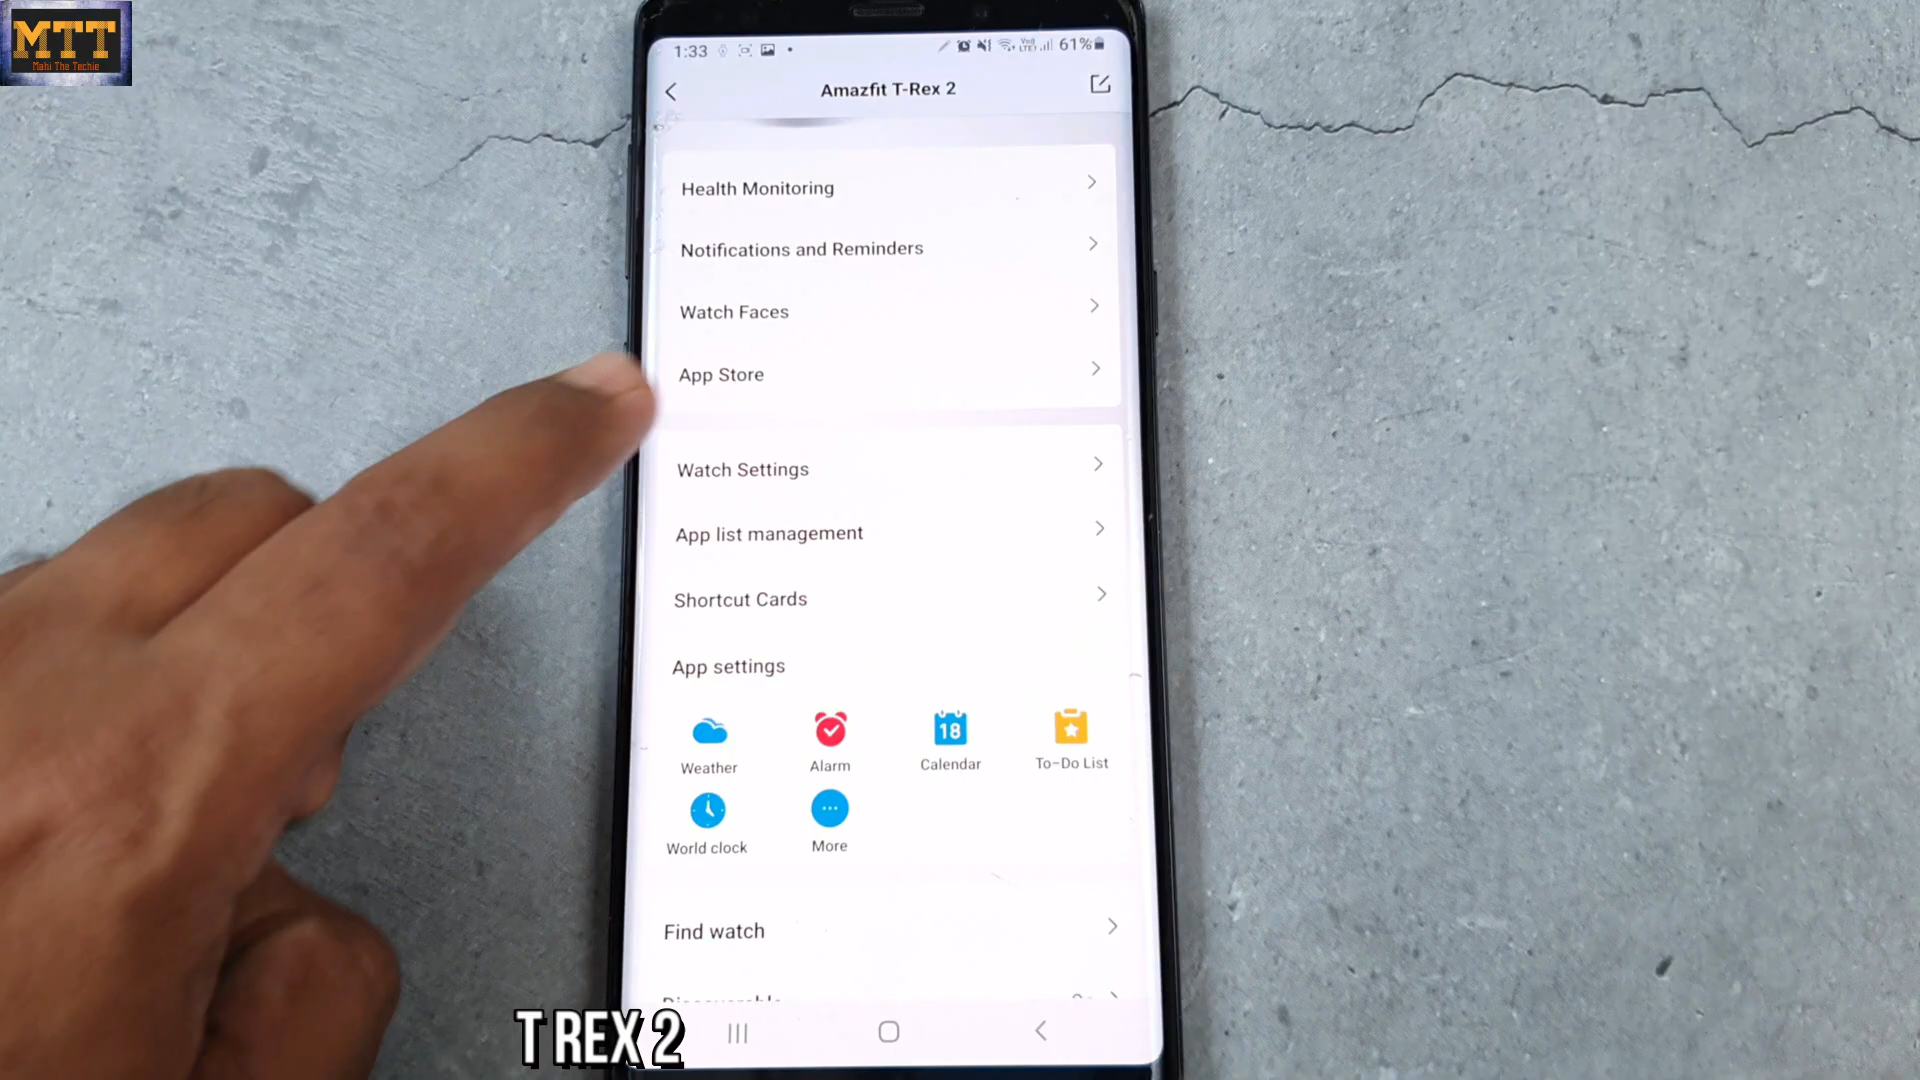 MTT
Mahi The Techie
1:33
61%
Amazfit T-Rex 2
Health Monitoring
Notifications and Reminders
Watch Faces
App Store
Watch Settings
App list management
Shortcut Cards
App settings
18
Weather
Alarm
Calendar
To-Do List
World clock
More
Find watch
Discoverable
T REX 2